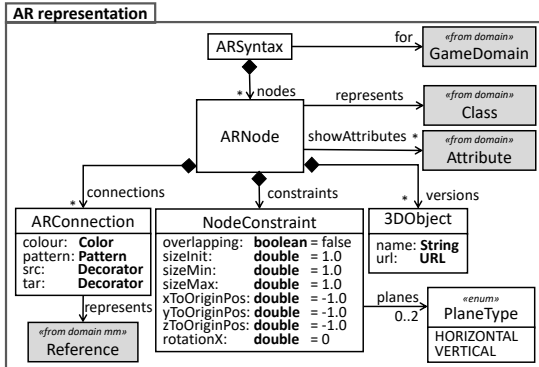 AR representation
ARSyntax
for
«from domain»
GameDomain
* nodes
ARNode
represents
«from domain»
Class
showAttributes *
«from domain»
Attribute
connections
*
constraints
versions
*
ARConnection
colour: Color
pattern: Pattern
src: Decorator
tar: Decorator
represents
«from domain mm»
Reference
NodeConstraint
overlapping: boolean = false
sizeInit: double = 1.0
sizeMin: double = 1.0
sizeMax: double = 1.0
xToOriginPos: double = -1.0
yToOriginPos: double = -1.0
zToOriginPos: double = -1.0
rotationX: double = 0
3DObject
name: String
url: URL
planes
0..2
«enum»
PlaneType
HORIZONTAL
VERTICAL